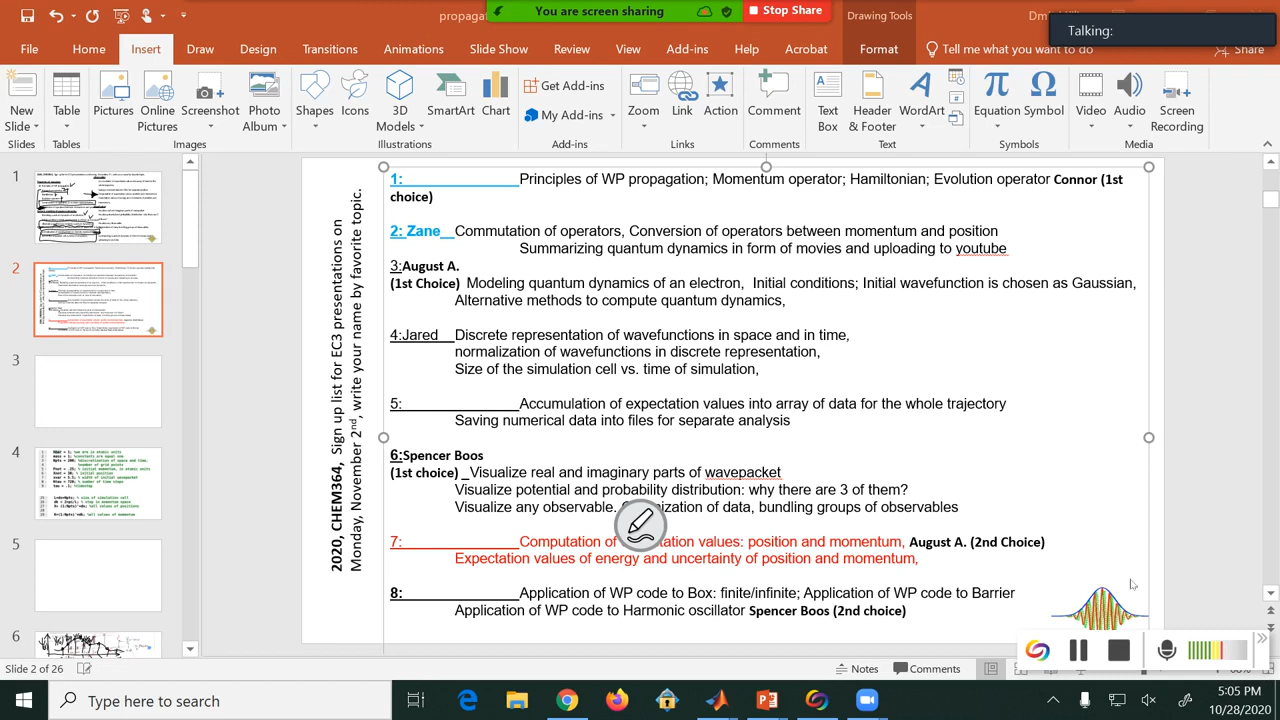 propaga
You are screen sharing
Stop Share
Drawing Tools
Talking:
File Home Insert Draw Design Transitions Animations Slide Show Review View Add-ins Help Acrobat Format Tell me what you want to do Share
New Slide
Table
Pictures
Online Pictures
Screenshot
Photo Album
Shapes
Icons
3D Models
SmartArt
Chart
Get Add-ins
My Add-ins
Zoom
Link
Action
Comment
Text Box
Header & Footer
WordArt
Equation
Symbol
Video
Audio
Screen Recording
Slides Tables Images Illustrations Add-ins Links Comments Text Symbols Media
1
2
3
4
5
6
2020, CHEM364, sign up list for EC3 presentations on
Monday, November 2nd, write your name by favorite topic.
1: Principles of WP propagation; Momentum operator; Hamiltonian; Evolution operator Connor (1st
choice)
2: Zane Commutation of operators, Conversion of operators between momentum and position
Summarizing quantum dynamics in form of movies and uploading to youtube
3:August A.
(1st Choice) Modeling quantum dynamics of an electron, Initial conditions; Initial wavefunction is chosen as Gaussian,
Alternative methods to compute quantum dynamics,
4:Jared Discrete representation of wavefunctions in space and in time,
normalization of wavefunctions in discrete representation,
Size of the simulation cell vs. time of simulation,
5: Accumulation of expectation values into array of data for the whole trajectory
Saving numerical data into files for separate analysis
6:Spencer Boos
(1st choice) _Visualize real and imaginary parts of wavepacket
Visualize potential and probability distribution: why there are 3 of them?
Visualize any observable. ization of data, bundling groups of observables
7: Computation of tation values: position and momentum, August A. (2nd Choice)
Expectation values of energy and uncertainty of position and momentum,
8: Application of WP code to Box: finite/infinite; Application of WP code to Barrier
Application of WP code to Harmonic oscillator Spencer Boos (2nd choice)
Slide 2 of 26
Notes
Comments
Type here to search
5:05 PM
10/28/2020